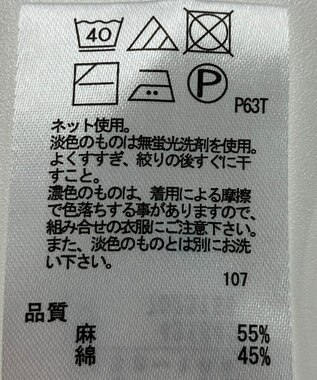 40
P
P63T
ネット使用。
淡色のものは無蛍光洗剤を使用。
よくすすぎ、絞りの後すぐに干
すこと。
濃色のものは、着用による摩擦
で色落ちする事がありますので、
組み合せの衣服にご注意下さい。
また、淡色のものとは別にお洗
い下さい。
107
品質
麻 55%
綿 45%